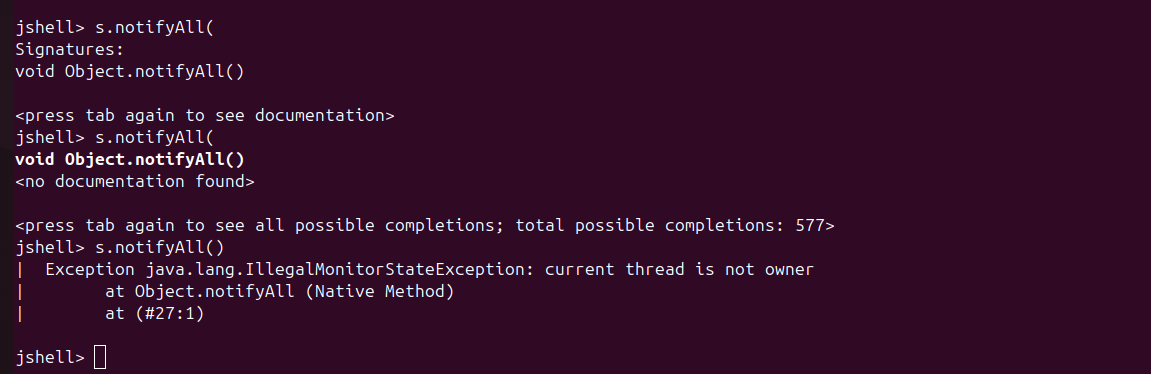 jshell> s.notifyAll(
Signatures:
void Object.notifyAll()
<press tab again to see documentation>
jshell> s.notifyAll(
void Object.notifyAll()
<no documentation found>
<press tab again to see all possible completions; total possible completions: 577>
jshell> s.notifyAll()
|  Exception java.lang.IllegalMonitorStateException: current thread is not owner
|        at Object.notifyAll (Native Method)
|        at (#27:1)
jshell>